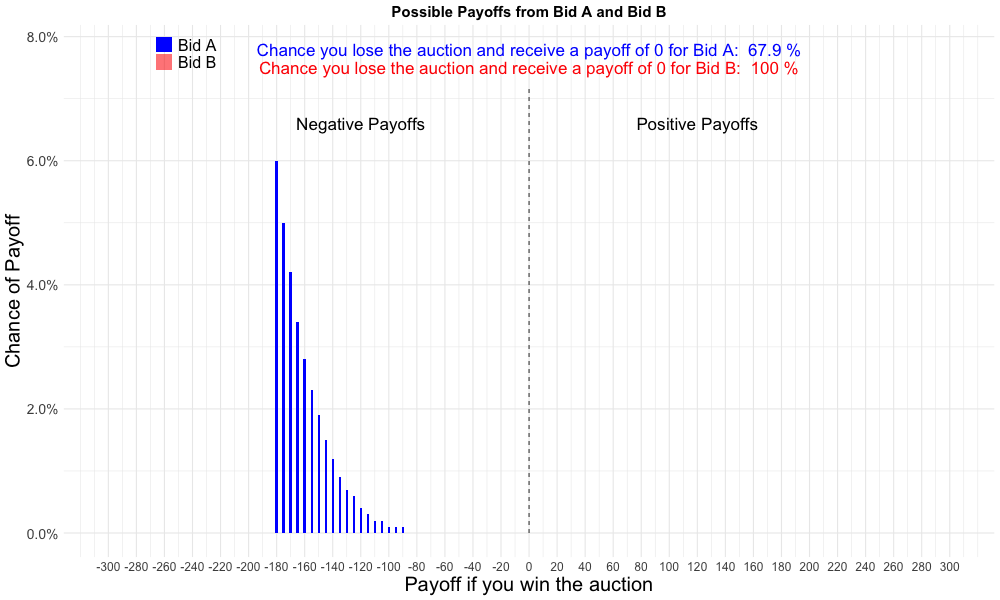 Possible Payoffs from Bid A and Bid B
8.0%
Bid A
Bid B
Chance you lose the auction and receive a payoff of 0 for Bid A:  67.9 %
Chance you lose the auction and receive a payoff of 0 for Bid B:  100 %
Negative Payoffs
Positive Payoffs
6.0%
4.0%
2.0%
0.0%
Chance of Payoff
-300 -280 -260 -240 -220 -200 -180 -160 -140 -120 -100 -80 -60 -40 -20 0 20 40 60 80 100 120 140 160 180 200 220 240 260 280 300
Payoff if you win the auction